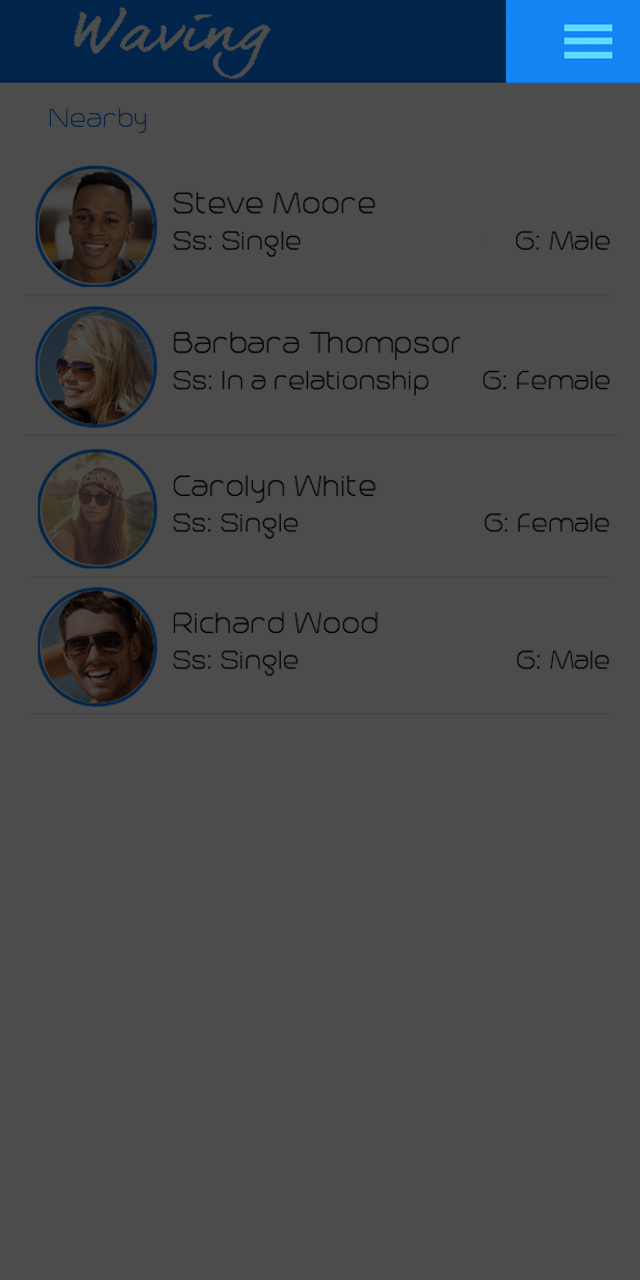 Waving
Nearby
Steve Moore
Ss: Single G: Male
Barbara Thompsor
Ss: In a relationship G: Female
Carolyn White
Ss: Single G: Female
Richard Wood
Ss: Single G: Male